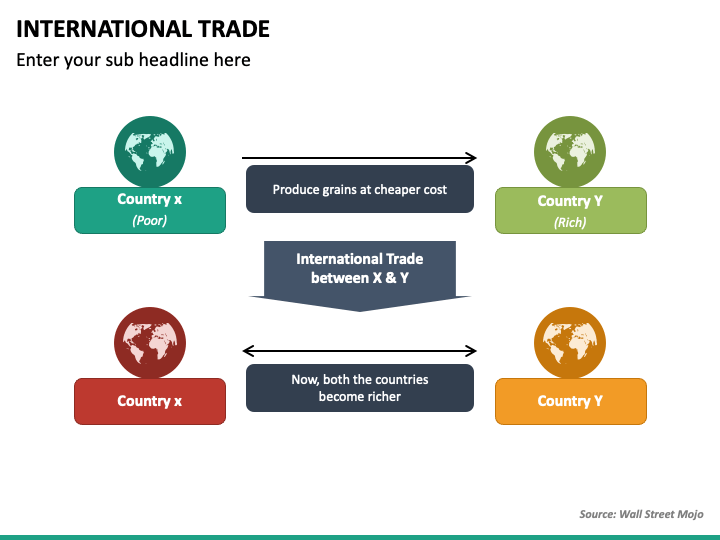 INTERNATIONAL TRADE
Enter your sub headline here
Country x
(Poor)
Produce grains at cheaper cost
Country Y
(Rich)
International Trade
between X & Y
Country x
Now, both the countries
become richer
Country Y
Source: Wall Street Mojo